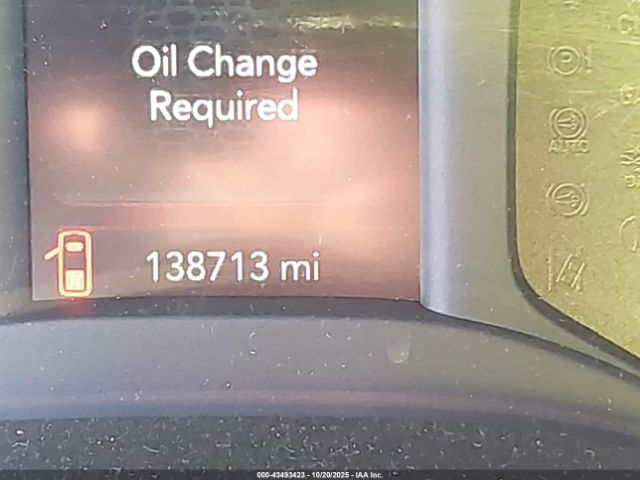 Oil Change
Required
138713 mi
P
AUTO
000-43493423 - 10/20/2025 - IAA Inc.